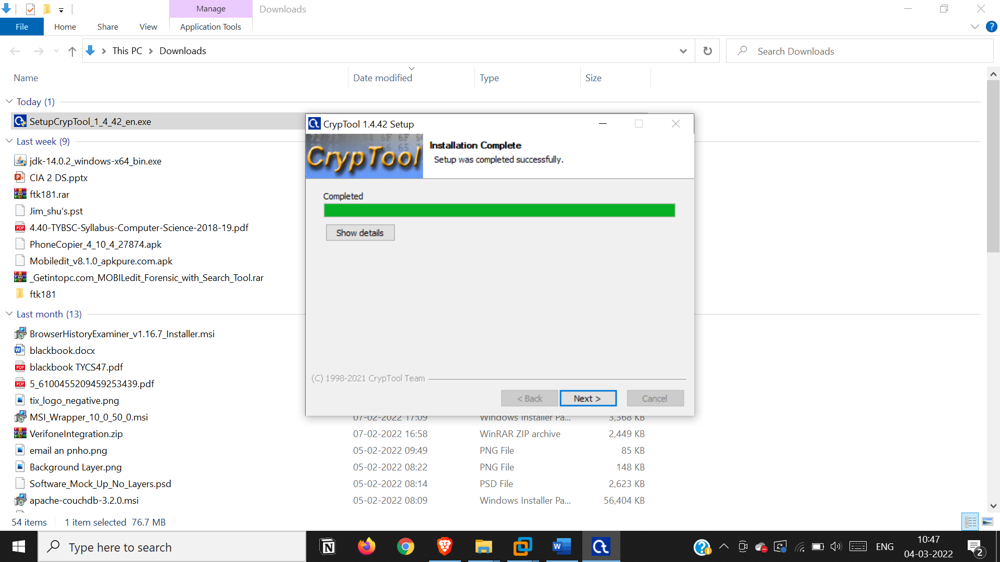 Manage
Downloads
File
Home
Share
View
Application Tools
This PC
Downloads
Search Downloads
Name
Date modified
Type
Size
Today (1)
SetupCrypTool_1_4_42_en.exe
Last week (9)
jdk-14.0.2_windows-x64_bin.exe
CIA 2 DS.pptx
ftk181.rar
Jim_shu's.pst
4.40-TYBSC-Syllabus-Computer-Science-2018-19.pdf
PhoneCopier_4_10_4_27874.apk
Mobiledit_v8.1.0_apkpure.com.apk
_Getintopc.com_MOBILedit_Forensic_with_Search_Tool.rar
ftk181
Last month (13)
BrowserHistoryExaminer_v1.16.7_Installer.msi
blackbook.docx
blackbook TYCS47.pdf
5_6100455209459253439.pdf
tix_logo_negative.png
MSI_Wrapper_10_0_50_0.msi 07-02-2022 17:09 Windows Installer Pa... 3,368 KB
VerifoneIntegration.zip 07-02-2022 16:58 WinRAR ZIP archive 2,449 KB
email an pnho.png 05-02-2022 09:49 PNG File 85 KB
Background Layer.png 05-02-2022 08:22 PNG File 148 KB
Software_Mock_Up_No_Layers.psd 05-02-2022 08:14 PSD File 2,623 KB
apache-couchdb-3.2.0.msi 05-02-2022 08:09 Windows Installer Pa... 56,404 KB
54 items 1 item selected 76.7 MB
CrypTool 1.4.42 Setup
CrypTool
Installation Complete
Setup was completed successfully.
Completed
Show details
(C) 1998-2021 CrypTool Team
< Back
Next >
Cancel
Type here to search
ENG
10:47
04-03-2022
2